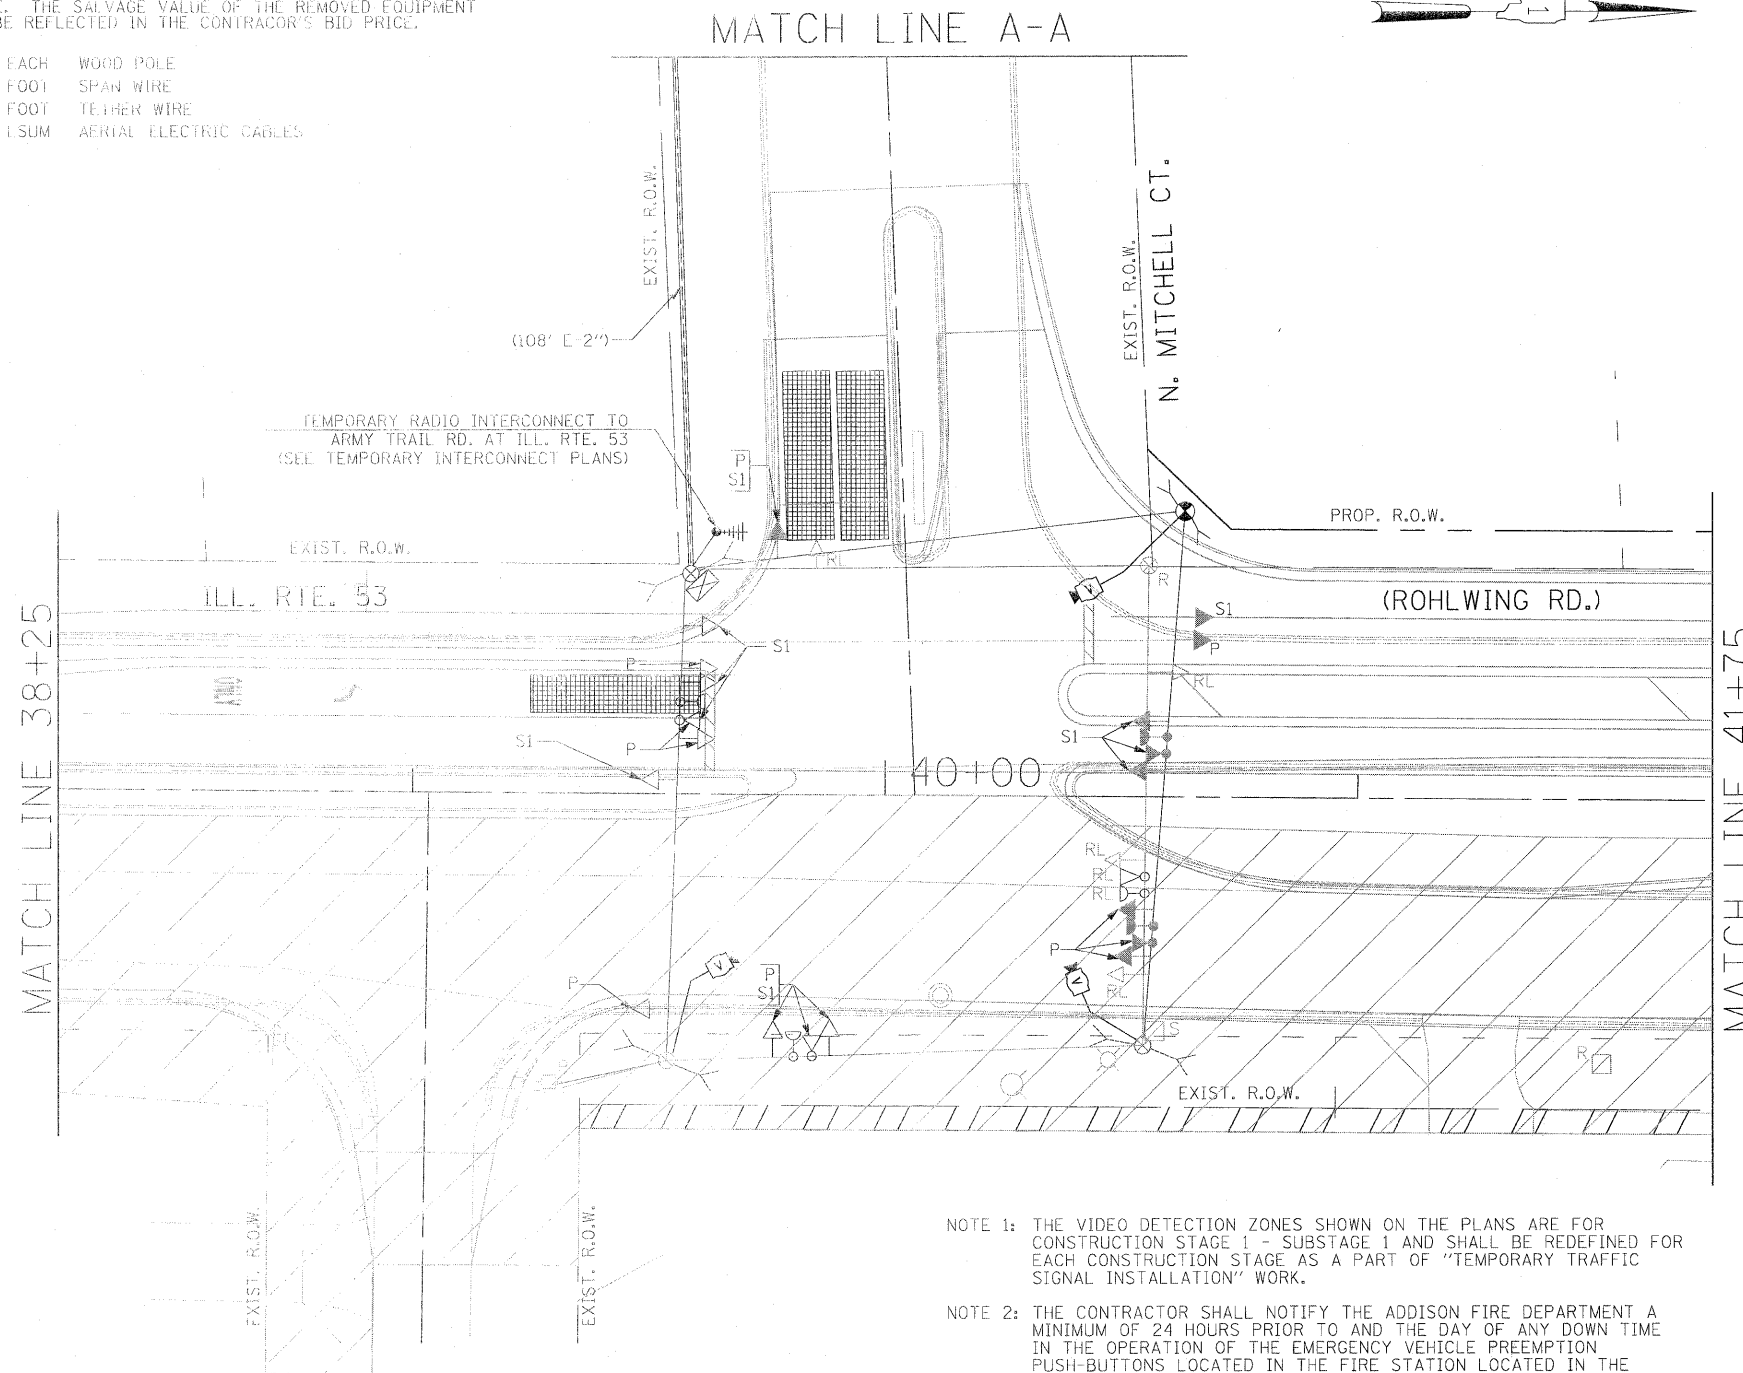 THE SALVAGE VALUE OF THE REMOVED EQUIPMENT
BE REFLECTED IN THE CONTRACOR'S BID PRICE.
EACH WOOD POLE
FOOT SPAN WIRE
FOOT TETHER WIRE
LSUM AERIAL ELECTRIC CABLES
MATCH LINE A-A
1
EXIST. R.O.W.
EXIST. R.O.W.
N. MITCHELL CT.
(108' E-2")
TEMPORARY RADIO INTERCONNECT TO
ARMY TRAIL RD. AT ILL. RTE. 53
(SEE TEMPORARY INTERCONNECT PLANS)
P
S1
RL
PROP. R.O.W.
EXIST. R.O.W.
ILL. RTE. 53
R
V
(ROHLWING RD.)
S1
P
S1
P
RL
P
S1
S1
40+00
MATCH LINE 38+25
MATCH LINE 41+75
ONLY
RL
RL
RL
P
RL
V
P
P
S1
V
S
R
EXIST. R.O.W.
EXIST. R.O.W.
EXIST. R.O.W.
NOTE 1: THE VIDEO DETECTION ZONES SHOWN ON THE PLANS ARE FOR
CONSTRUCTION STAGE 1 - SUBSTAGE 1 AND SHALL BE REDEFINED FOR
EACH CONSTRUCTION STAGE AS A PART OF "TEMPORARY TRAFFIC
SIGNAL INSTALLATION" WORK.
NOTE 2: THE CONTRACTOR SHALL NOTIFY THE ADDISON FIRE DEPARTMENT A
MINIMUM OF 24 HOURS PRIOR TO AND THE DAY OF ANY DOWN TIME
IN THE OPERATION OF THE EMERGENCY VEHICLE PREEMPTION
PUSH-BUTTONS LOCATED IN THE FIRE STATION LOCATED IN THE